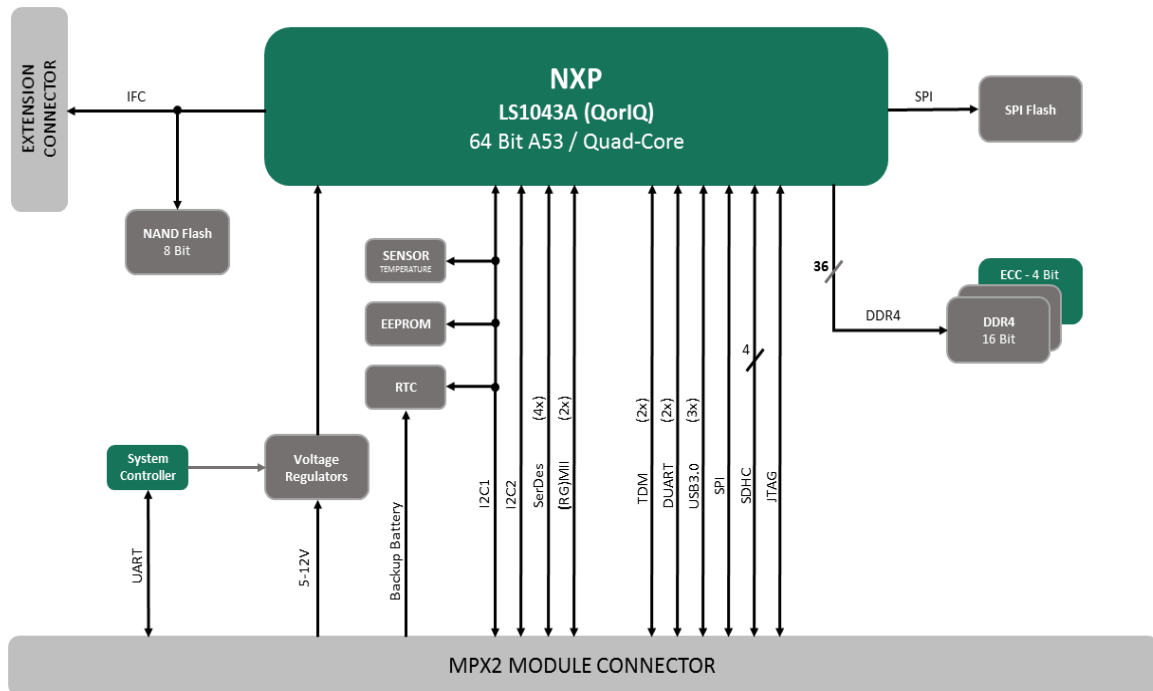 EXTENSION
CONNECTOR
IFC
NXP
LS1043A (QorIQ)
64 Bit A53 / Quad-Core
SPI
SPI Flash
NAND Flash
8 Bit
SENSOR
TEMPERATURE
EEPROM
RTC
36
DDR4
ECC - 4 Bit
DDR4
16 Bit
System
Controller
Voltage
Regulators
UART
5-12V
Backup Battery
I2C1
I2C2
SerDes (4x)
(RG)MII (2x)
TDM (2x)
DUART (2x)
USB3.0 (3x)
SPI
4
SDHC
JTAG
MPX2 MODULE CONNECTOR